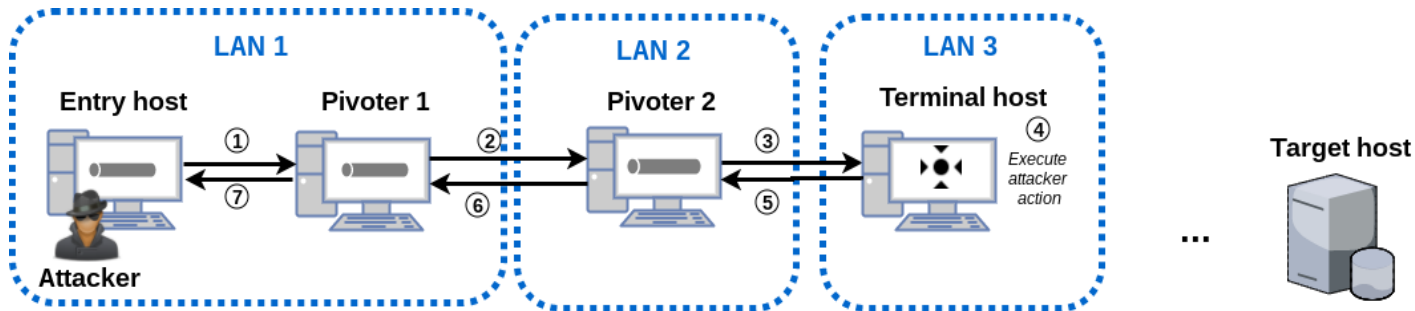 LAN 1
LAN 2
LAN 3
Entry host
Pivoter 1
Pivoter 2
Terminal host
Target host
①
②
③
④
Execute
attacker
action
⑦
⑥
⑤
...
Attacker